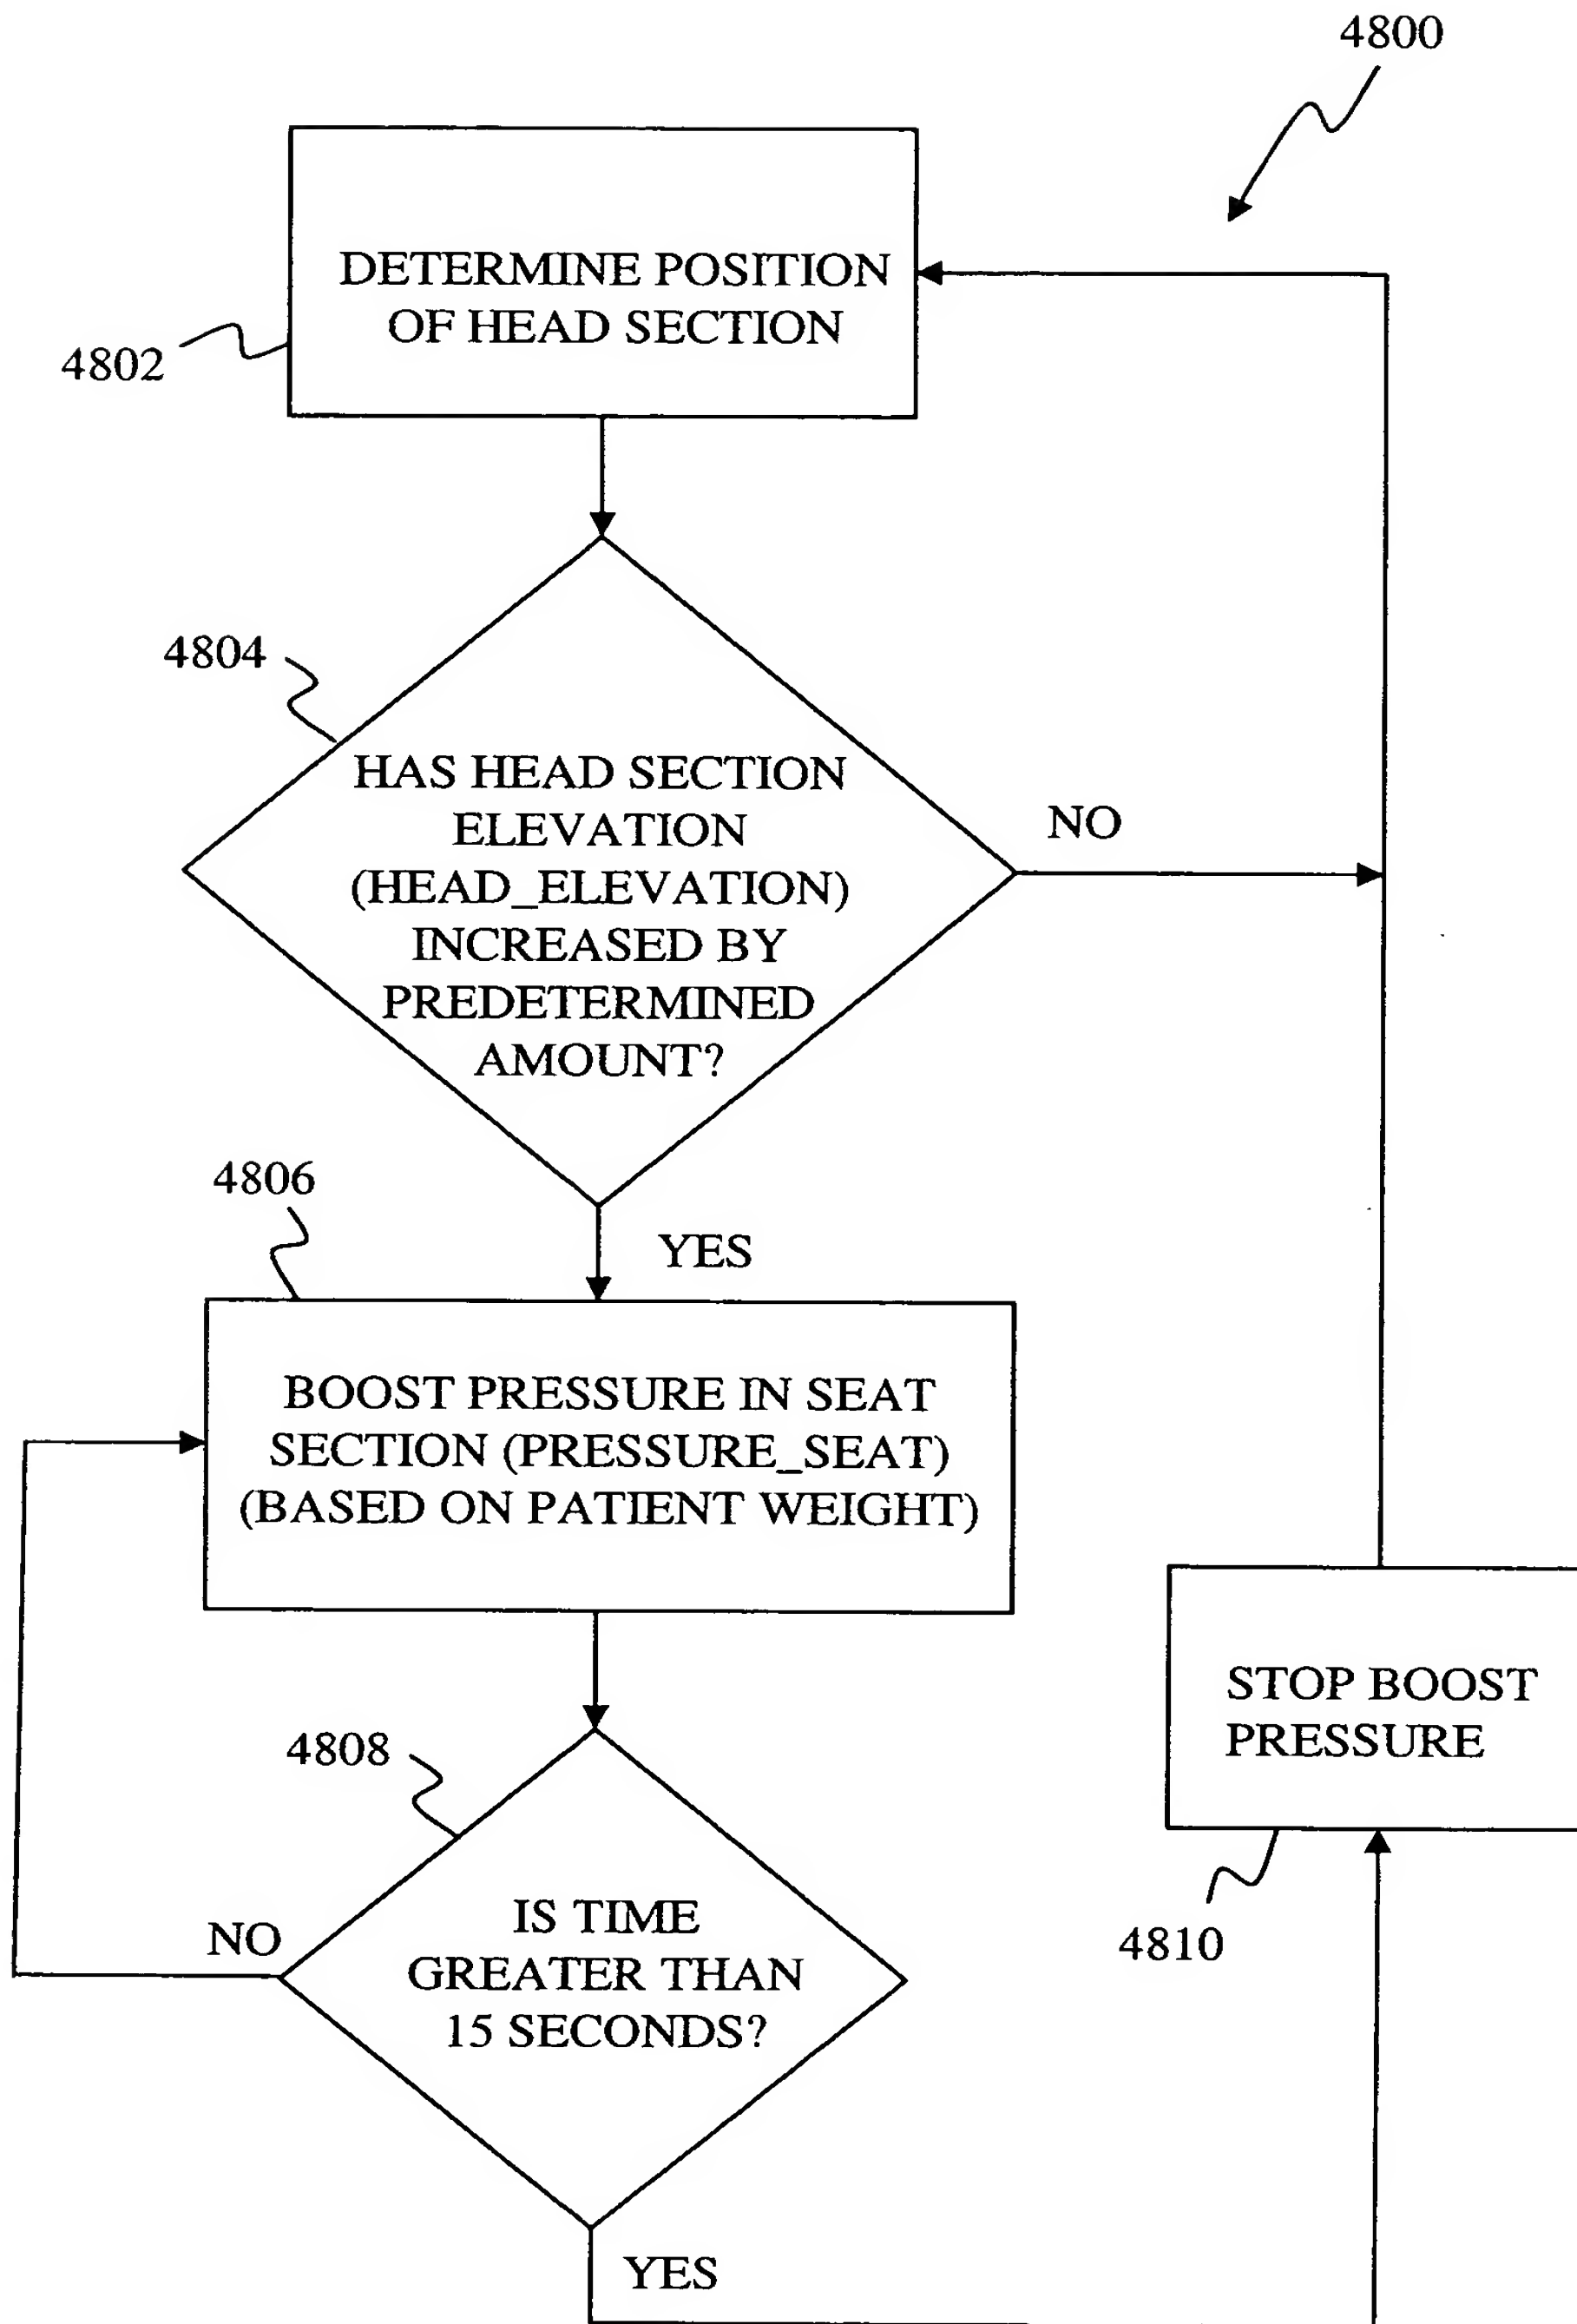 4800
DETERMINE POSITION
OF HEAD SECTION
4802
4804
HAS HEAD SECTION
ELEVATION
(HEAD_ELEVATION)
INCREASED BY
PREDETERMINED
AMOUNT?
NO
4806
YES
BOOST PRESSURE IN SEAT
SECTION (PRESSURE_SEAT)
(BASED ON PATIENT WEIGHT)
STOP BOOST
PRESSURE
4808
4810
NO
IS TIME
GREATER THAN
15 SECONDS?
YES